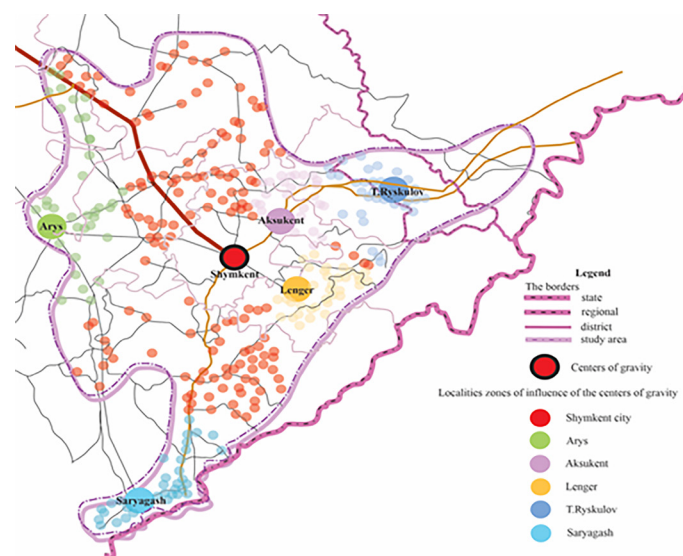 T.Ryskulov
Aksukent
Arys
Shymkent
Lenger
Saryagash
Legend
The borders
state
regional
district
study area
Centers of gravity
Localities zones of influence of the centers of gravity
Shymkent city
Arys
Aksukent
Lenger
T.Ryskulov
Saryagash